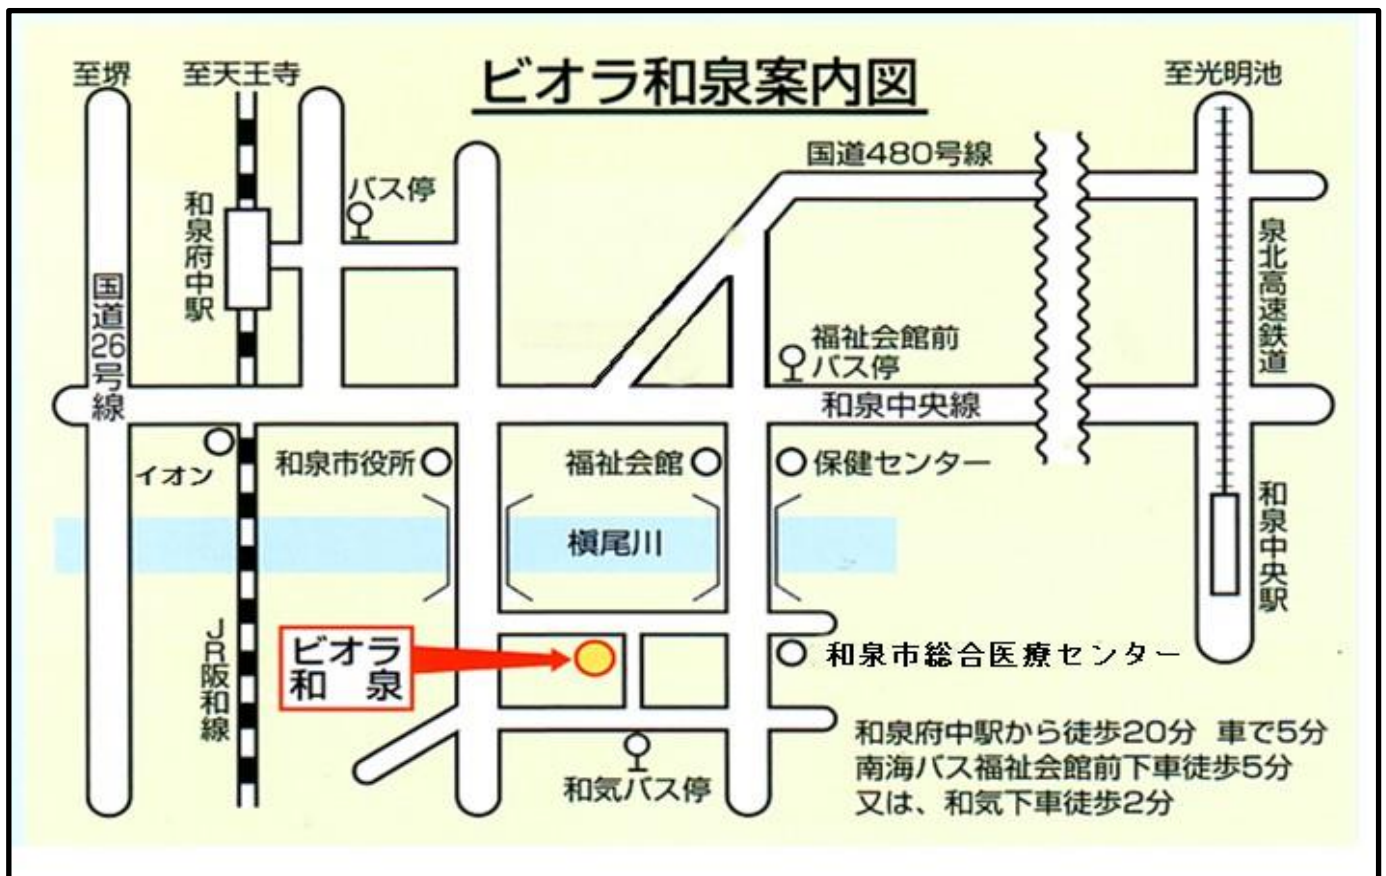 ビオラ和泉案内図
至堺
至天王寺
至光明池
国道480号線
バス停
和泉府中駅
泉北高速鉄道
国道26号線
福祉会館前
バス停
和泉中央線
イオン
和泉市役所
福祉会館
保健センター
和泉中央駅
槇尾川
JR阪和線
ビオラ
和 泉
和泉市総合医療センター
和気バス停
和泉府中駅から徒歩20分 車で5分
南海バス福祉会館前下車徒歩5分
又は、和気下車徒歩2分